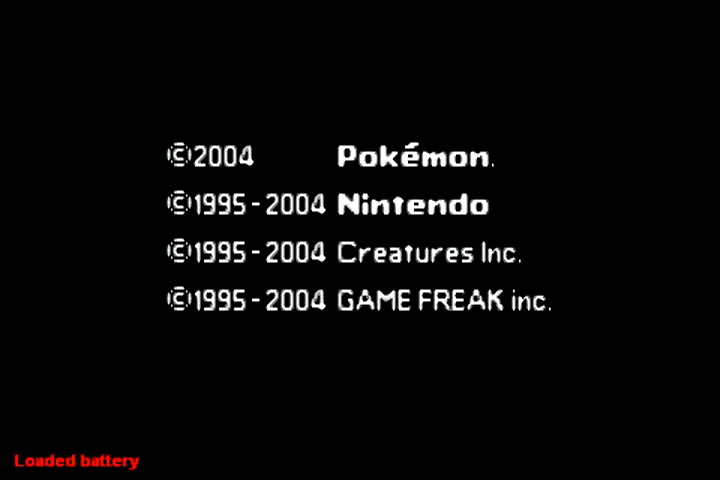 ©2004 Pokémon.
©1995-2004 Nintendo
©1995-2004 Creatures Inc.
©1995-2004 GAME FREAK inc.
Loaded battery